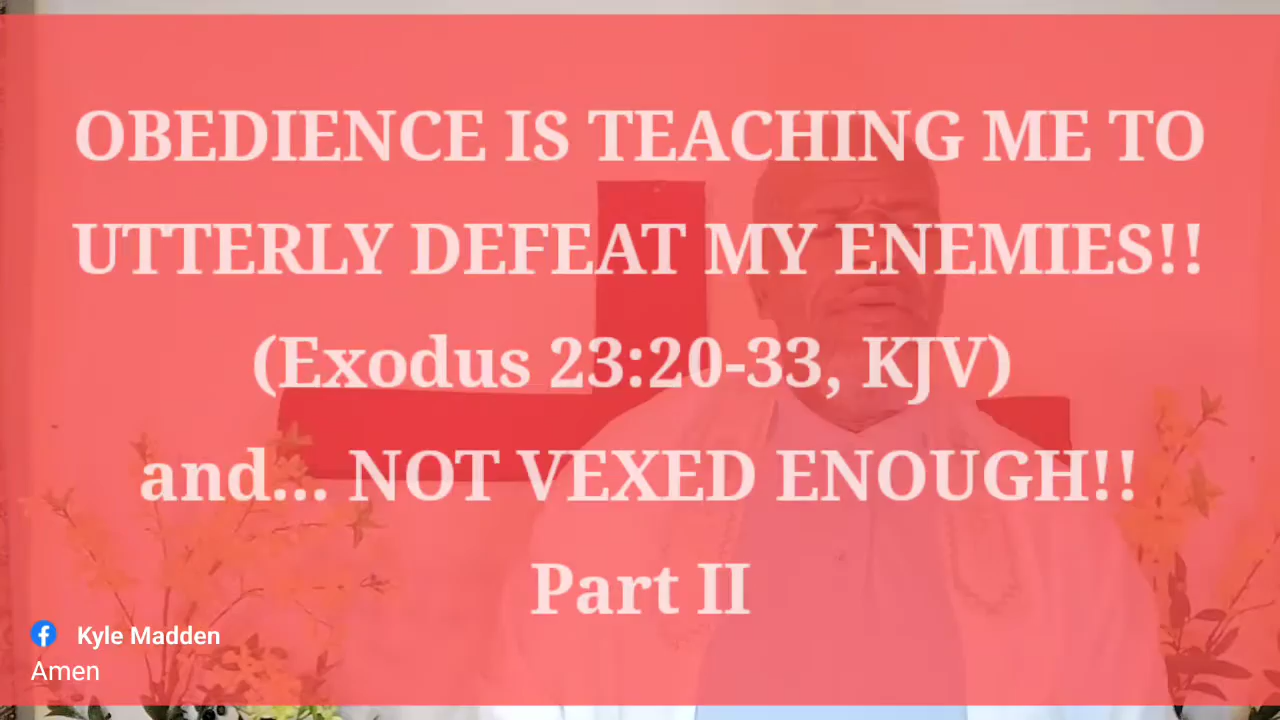 OBEDIENCE IS TEACHING ME TO
UTTERLY DEFEAT MY ENEMIES!!
(Exodus 23:20-33, KJV)
and... NOT VEXED ENOUGH!!
Part II
Kyle Madden
Amen